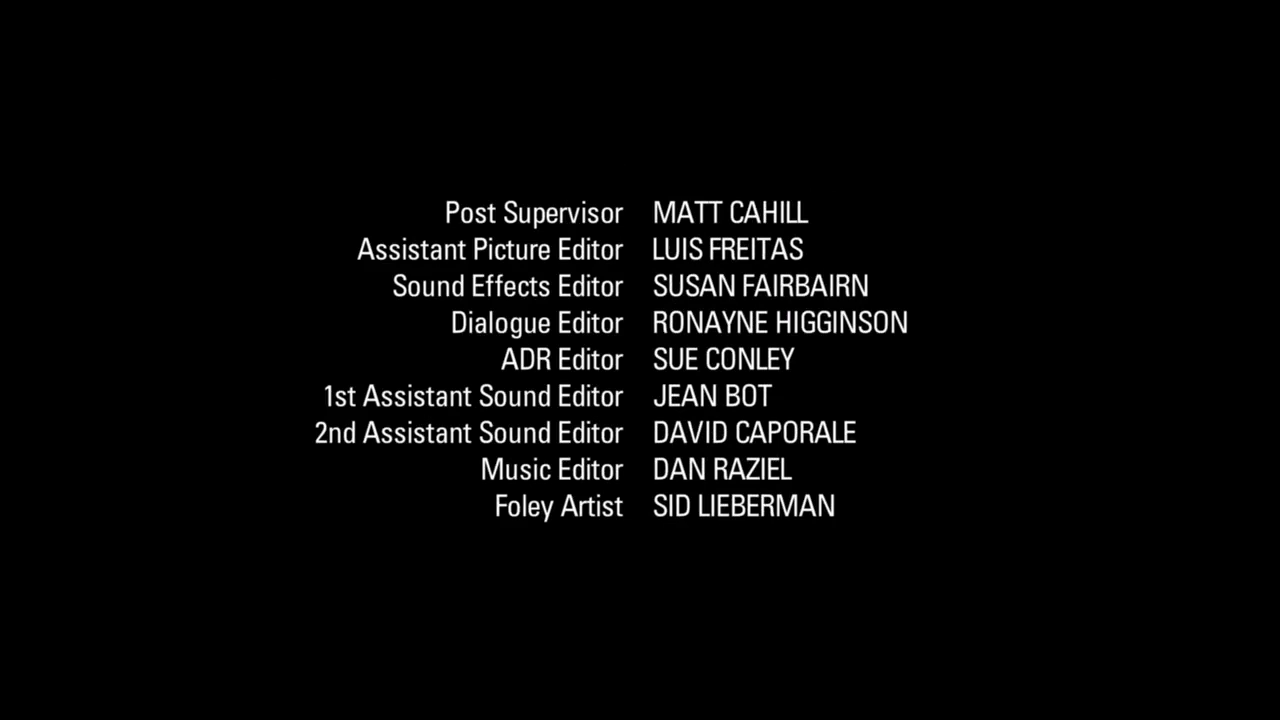 Post Supervisor MATT CAHILL
Assistant Picture Editor LUIS FREITAS
Sound Effects Editor SUSAN FAIRBAIRN
Dialogue Editor RONAYNE HIGGINSON
ADR Editor SUE CONLEY
1st Assistant Sound Editor JEAN BOT
2nd Assistant Sound Editor DAVID CAPORALE
Music Editor DAN RAZIEL
Foley Artist SID LIEBERMAN